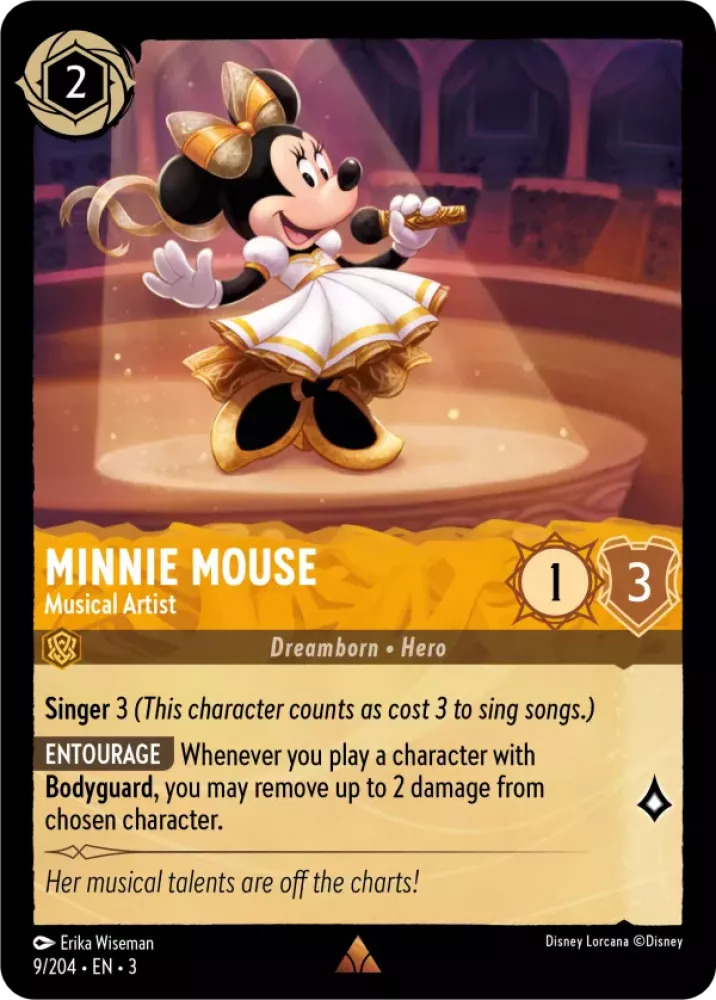 2
MINNIE MOUSE
Musical Artist
1
3
Dreamborn • Hero
Singer 3 (This character counts as cost 3 to sing songs.)
ENTOURAGE Whenever you play a character with
Bodyguard, you may remove up to 2 damage from
chosen character.
Her musical talents are off the charts!
Erika Wiseman
Disney Lorcana ©Disney
9/204 • EN • 3